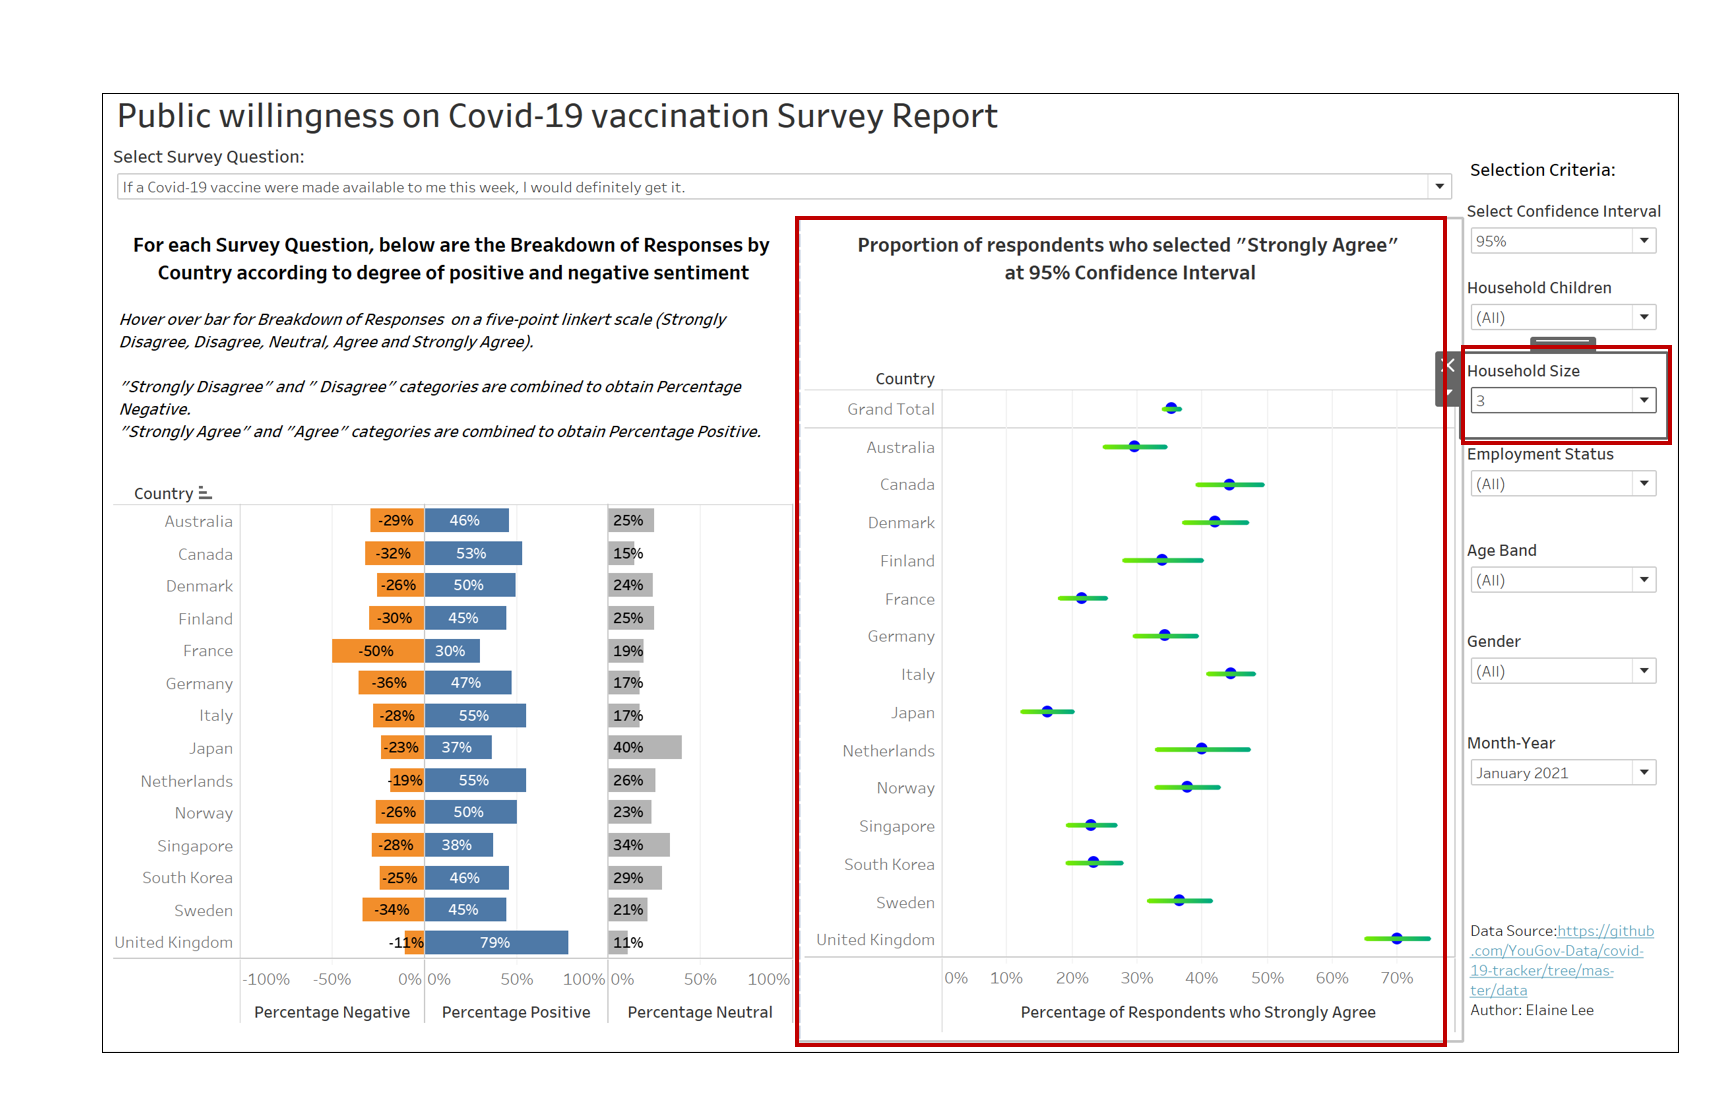 Public willingness on Covid-19 vaccination Survey Report
Select Survey Question:
If a Covid-19 vaccine were made available to me this week, I would definitely get it.
For each Survey Question, below are the Breakdown of Responses by
Country according to degree of positive and negative sentiment
Hover over bar for Breakdown of Responses on a five-point linkert scale (Strongly
Disagree, Disagree, Neutral, Agree and Strongly Agree).
"Strongly Disagree" and " Disagree" categories are combined to obtain Percentage
Negative.
"Strongly Agree" and "Agree" categories are combined to obtain Percentage Positive.
Country
Australia -29% 46% 25%
Canada -32% 53% 15%
Denmark -26% 50% 24%
Finland -30% 45% 25%
France -50% 30% 19%
Germany -36% 47% 17%
Italy -28% 55% 17%
Japan -23% 37% 40%
Netherlands -19% 55% 26%
Norway -26% 50% 23%
Singapore -28% 38% 34%
South Korea -25% 46% 29%
Sweden -34% 45% 21%
United Kingdom -11% 79% 11%
-100% -50% 0% 0% 50% 100% 0% 50% 100%
Percentage Negative Percentage Positive Percentage Neutral
Proportion of respondents who selected "Strongly Agree"
at 95% Confidence Interval
Country
Grand Total
Australia
Canada
Denmark
Finland
France
Germany
Italy
Japan
Netherlands
Norway
Singapore
South Korea
Sweden
United Kingdom
0% 10% 20% 30% 40% 50% 60% 70%
Percentage of Respondents who Strongly Agree
Selection Criteria:
Select Confidence Interval
95%
Household Children
(All)
Household Size
3
Employment Status
(All)
Age Band
(All)
Gender
(All)
Month-Year
January 2021
Data Source:https://github
.com/YouGov-Data/covid-
19-tracker/tree/mas-
ter/data
Author: Elaine Lee